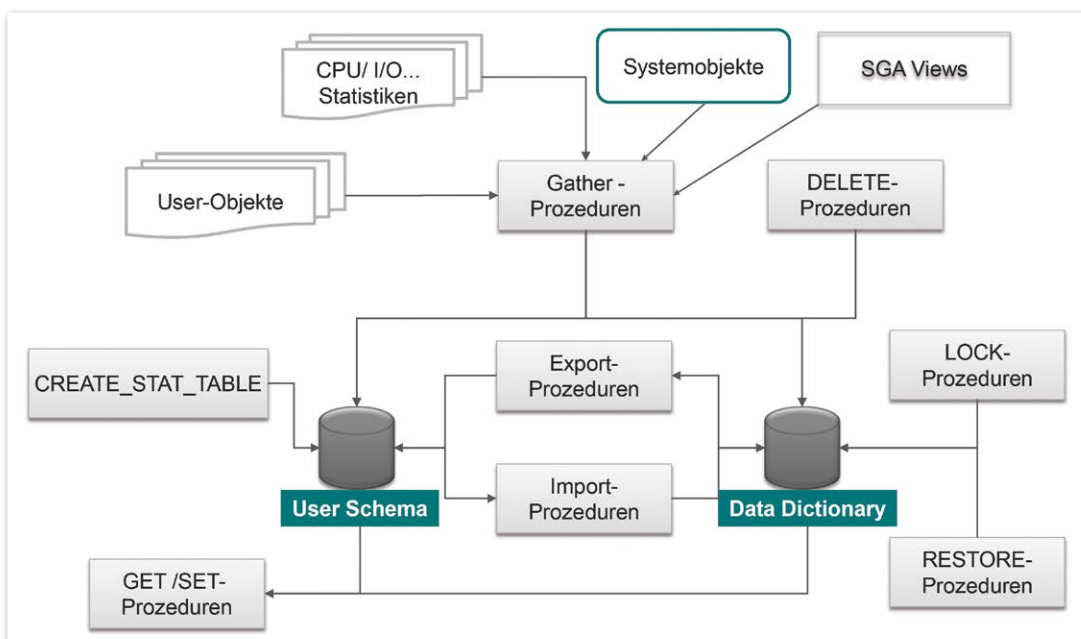 CPU/ I/O...
Statistiken
Systemobjekte
SGA Views
User-Objekte
Gather -
Prozeduren
DELETE-
Prozeduren
CREATE_STAT_TABLE
Export-
Prozeduren
LOCK-
Prozeduren
User Schema
Import-
Prozeduren
Data Dictionary
GET /SET-
Prozeduren
RESTORE-
Prozeduren